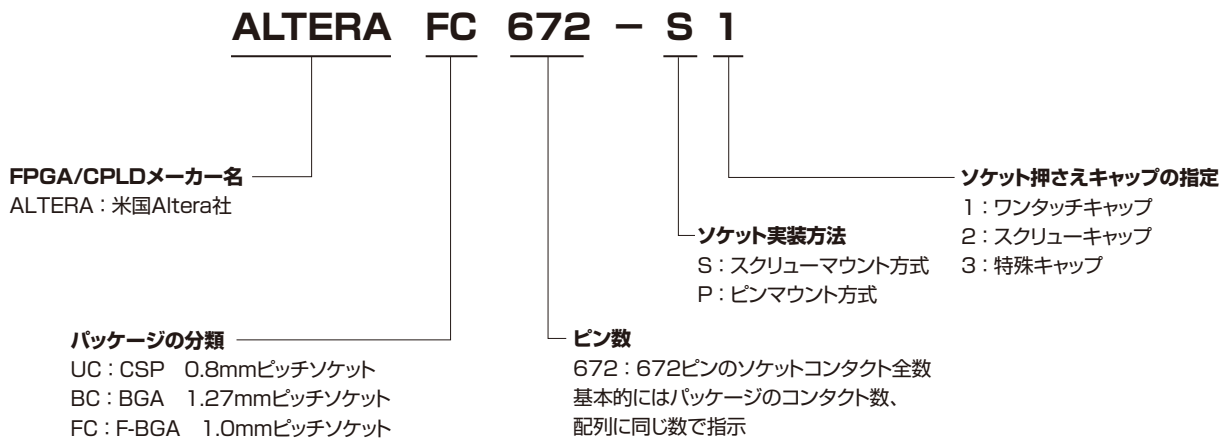 ALTERA FC 672 － S 1
FPGA/CPLDメーカー名
ALTERA：米国Altera社
ソケット押さえキャップの指定
1：ワンタッチキャップ
2：スクリューキャップ
3：特殊キャップ
ソケット実装方法
S：スクリューマウント方式
P：ピンマウント方式
パッケージの分類
UC：CSP　0.8mmピッチソケット
BC：BGA　1.27mmピッチソケット
FC：F-BGA　1.0mmピッチソケット
ピン数
672：672ピンのソケットコンタクト全数
基本的にはパッケージのコンタクト数、
配列に同じ数で指示